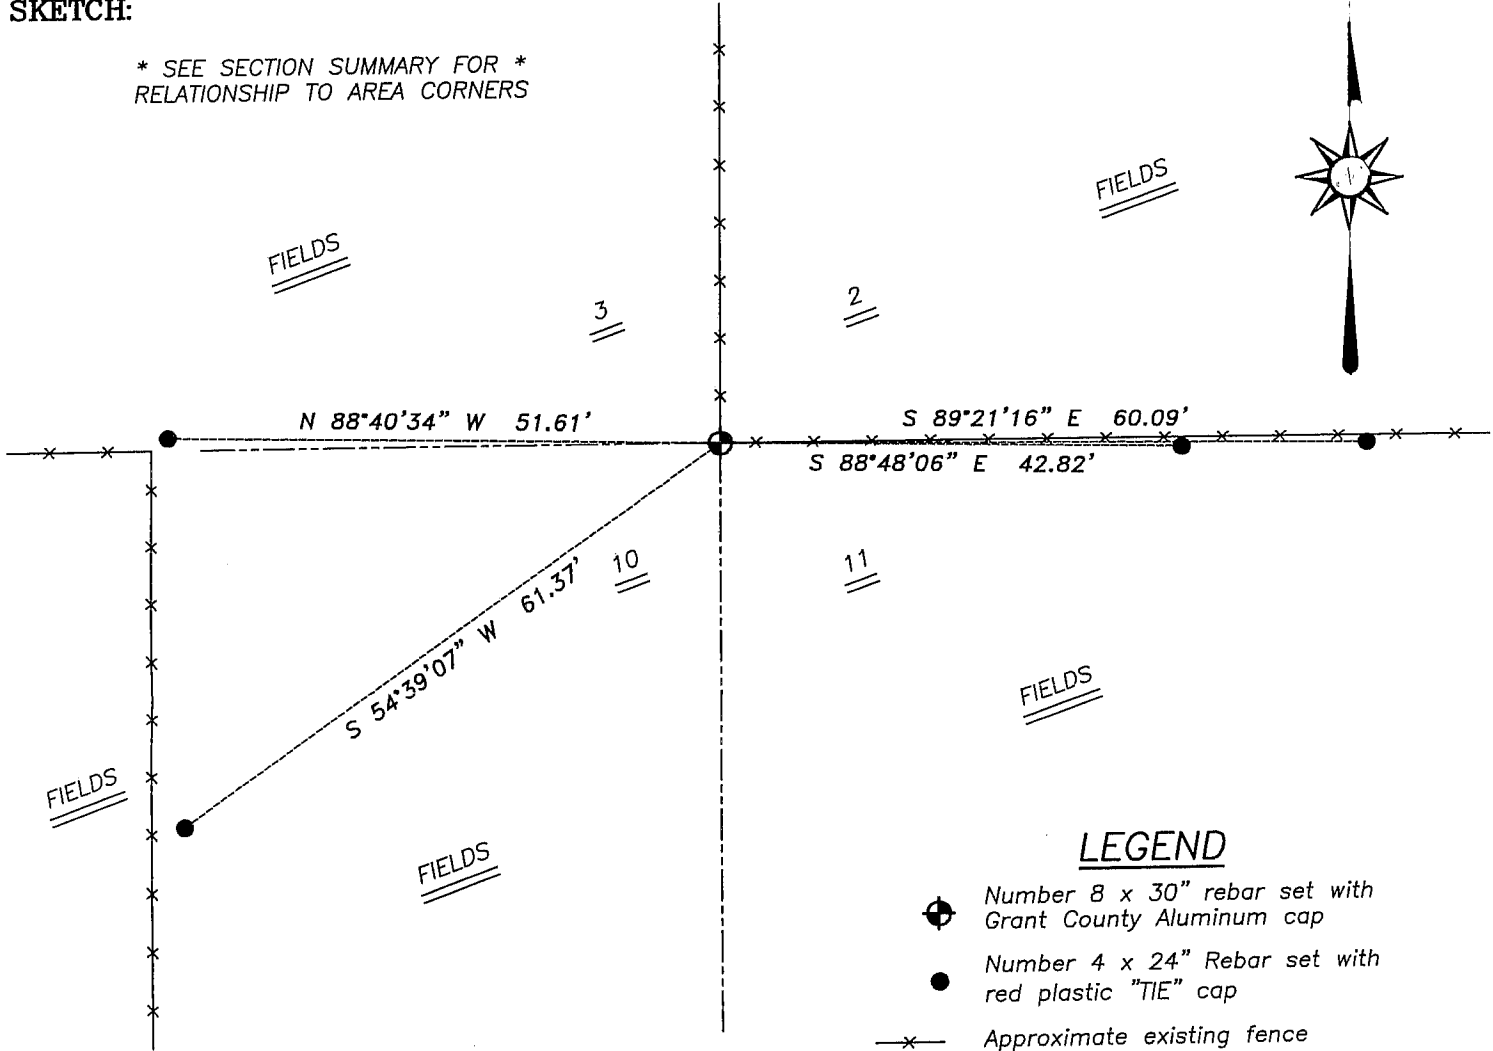 SKETCH:
* SEE SECTION SUMMARY FOR *
RELATIONSHIP TO AREA CORNERS
FIELDS
FIELDS
3
2
N 88°40'34" W 51.61'
S 89°21'16" E 60.09'
S 88°48'06" E 42.82'
10
11
S 54°39'07" W 61.37'
FIELDS
FIELDS
FIELDS
LEGEND
Number 8 x 30" rebar set with
Grant County Aluminum cap
Number 4 x 24" Rebar set with
red plastic "TIE" cap
Approximate existing fence